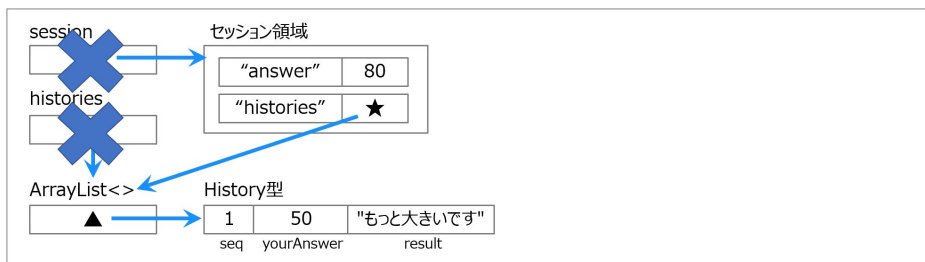 session
セッション領域
“answer” 80
histories
“histories” ★
ArrayList<>
History型
▲
1 50 "もっと大きいです"
seq yourAnswer result